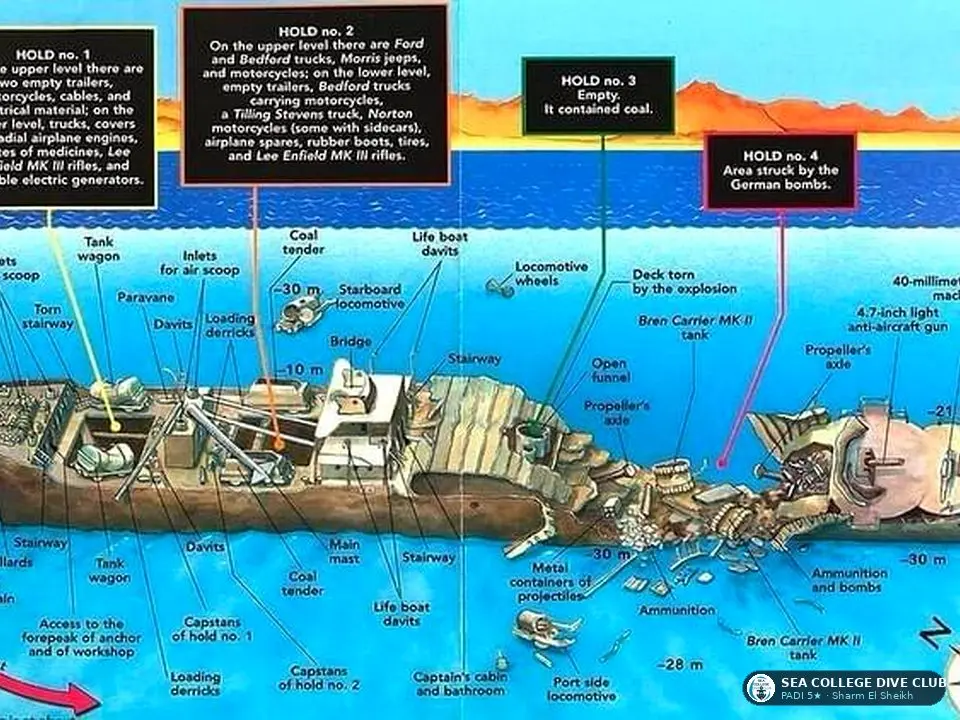 HOLD no. 1
upper level there are
two empty trailers,
cables, and
material; on the
level, trucks, covers
airplane engines,
of medicines, Lee
MK III rifles, and
electric generators.
HOLD no. 2
On the upper level there are Ford
and Bedford trucks, Morris jeeps,
and motorcycles; on the lower level,
empty trailers, Bedford trucks
carrying motorcycles,
a Tilling Stevens truck, Norton
motorcycles (some with sidecars),
airplane spares, rubber boots, tires,
and Lee Enfield MK III rifles.
HOLD no. 3
Empty.
It contained coal.
HOLD no. 4
Area struck by the
German bombs.
scoop
Tank
wagon
Inlets
for air scoop
Coal
tender
Life boat
davits
Locomotive
wheels
Deck torn
by the explosion
4.7-inch light
anti-aircraft gun
Torn
stairway
Paravane
Davits
Loading
derricks
-30 m
Starboard
locomotive
Bridge
-10 m
Stairway
Bren Carrier MK II
tank
Open
funnel
Propeller's
axle
Propeller's
axle
-21
Stairway
Tank
wagon
Davits
Coal
tender
Main
mast
Stairway
Life boat
davits
30 m
Metal
containers of
projectiles
Ammunition
Ammunition
and bombs
-30 m
Access to the
forepeak of anchor
and of workshop
Capstans
of hold no. 1
Loading
derricks
Capstans
of hold no. 2
Captain's cabin
and bathroom
Port side
locomotive
-28 m
Bren Carrier MK II
tank
N
SEA COLLEGE DIVE CLUB
PADI 5★ · Sharm El Sheikh